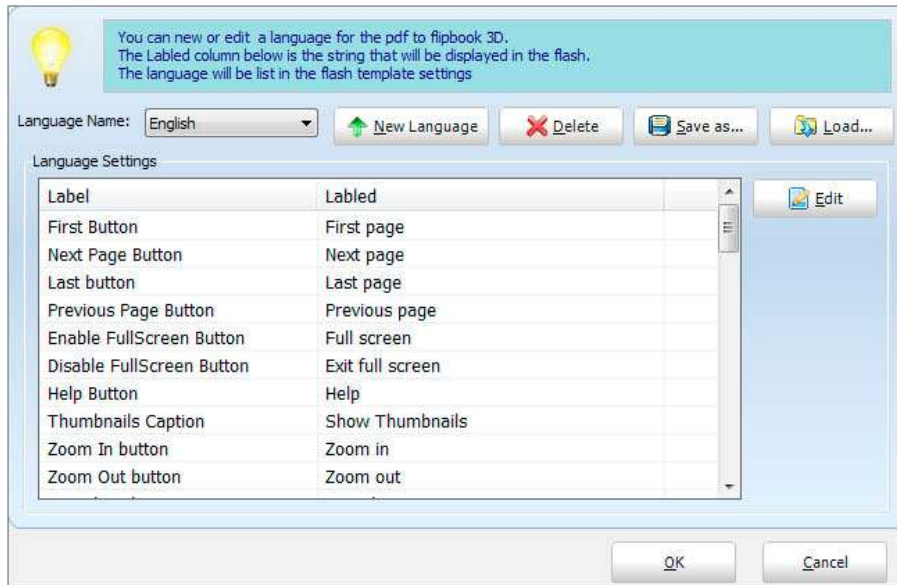 You can new or edit a language for the pdf to flipbook 3D.
The Labled column below is the string that will be displayed in the flash.
The language will be list in the flash template settings
Language Name: English New Language Delete Save as... Load...
Language Settings
Label Labled
Edit
First Button First page
Next Page Button Next page
Last button Last page
Previous Page Button Previous page
Enable FullScreen Button Full screen
Disable FullScreen Button Exit full screen
Help Button Help
Thumbnails Caption Show Thumbnails
Zoom In button Zoom in
Zoom Out button Zoom out
OK Cancel